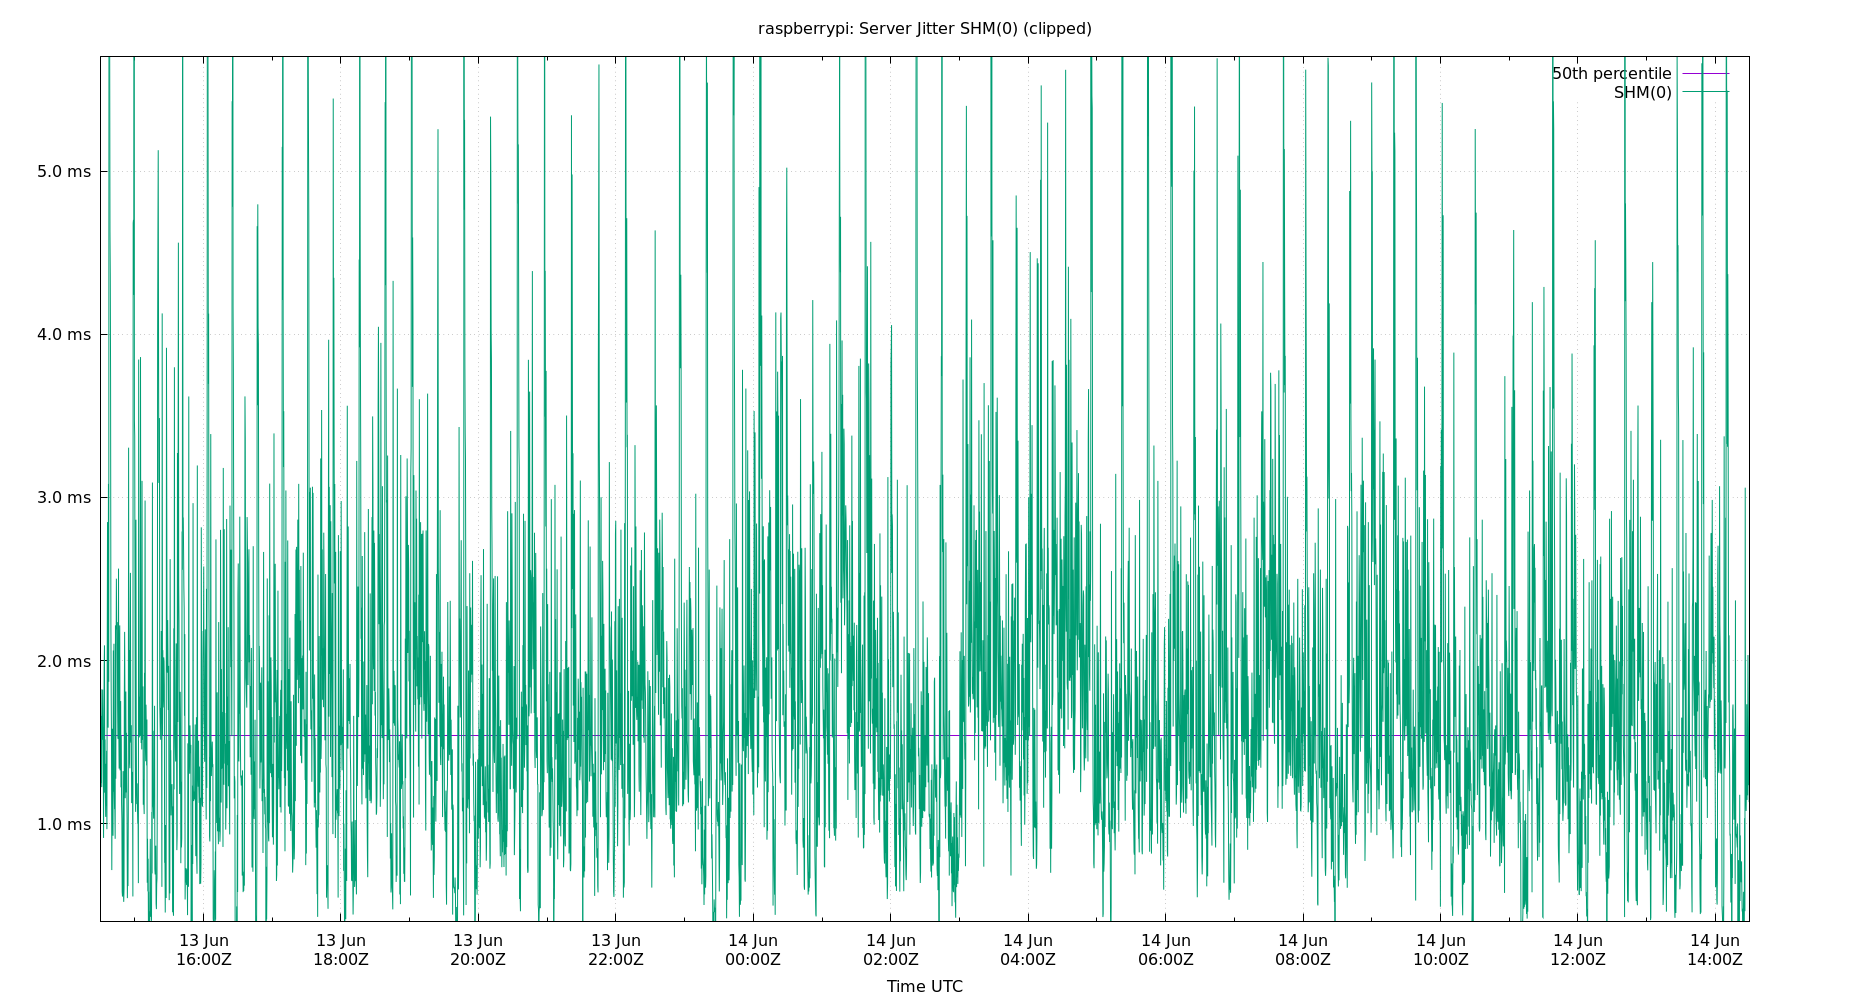 raspberrypi: Server Jitter SHM(0) (clipped)
50th percentile
SHM(0)
5.0 ms
4.0 ms
3.0 ms
2.0 ms
1.0 ms
13 Jun 13 Jun 13 Jun 13 Jun 14 Jun 14 Jun 14 Jun 14 Jun 14 Jun 14 Jun 14 Jun 14 Jun
16:00Z 18:00Z 20:00Z 22:00Z 00:00Z 02:00Z 04:00Z 06:00Z 08:00Z 10:00Z 12:00Z 14:00Z
Time UTC